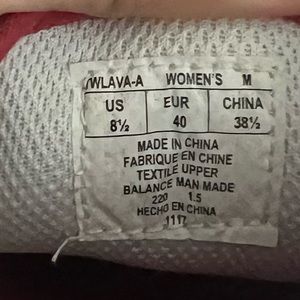 /WLAVA-A WOMEN'S M
US EUR CHINA
8½ 40 38½
MADE IN CHINA
FABRIQUE EN CHINE
TEXTILE UPPER
BALANCE MAN MADE
220 1.5
HECHO EN CHINA
1117